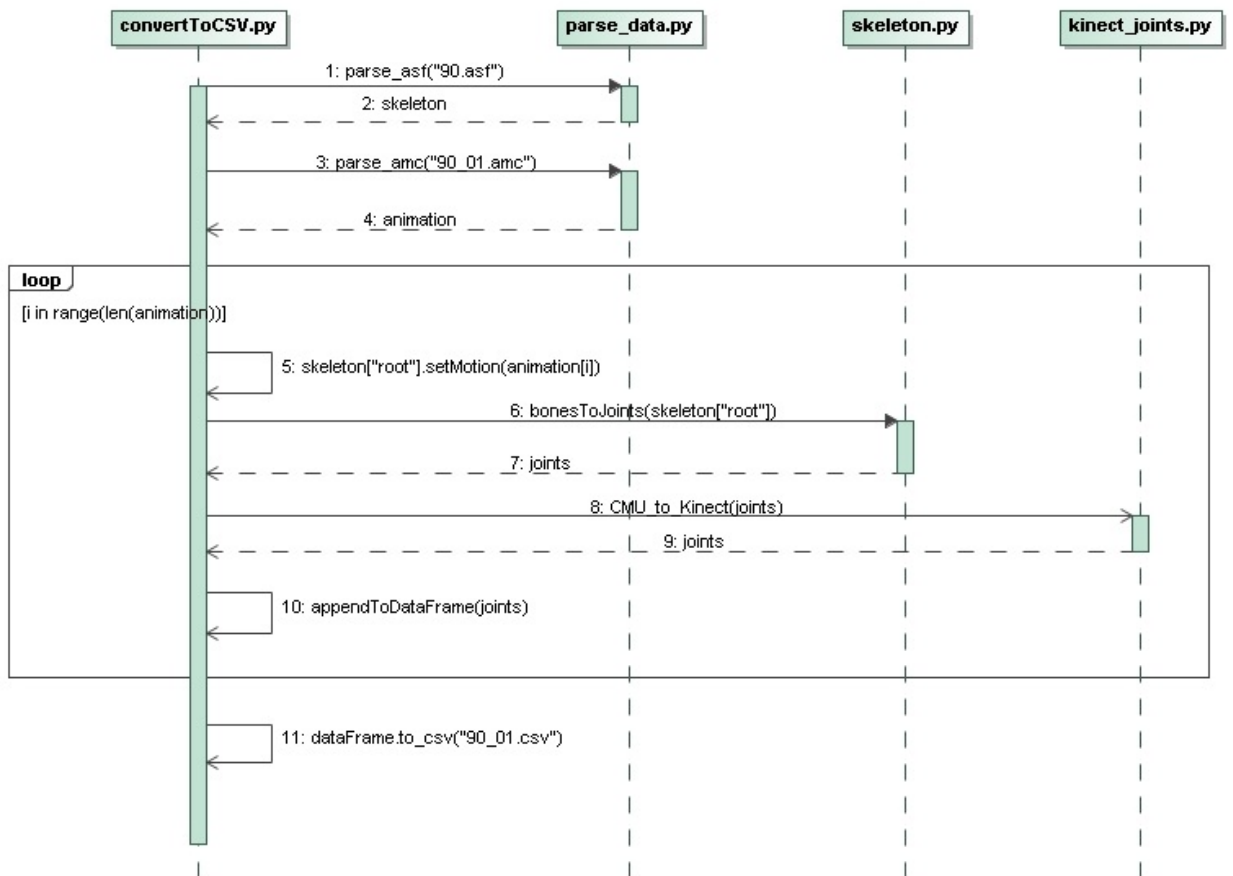 convertToCSV.py
parse_data.py
skeleton.py
kinect_joints.py
1: parse_asf("90.asf")
2: skeleton
3: parse_amc("90_01.amc")
4: animation
loop
[i in range(len(animation))]
5: skeleton["root"].setMotion(animation[i])
6: bonesToJoints(skeleton["root"])
7: joints
8: CMU_to_Kinect(joints)
9: joints
10: appendToDataFrame(joints)
11: dataFrame.to_csv("90_01.csv")